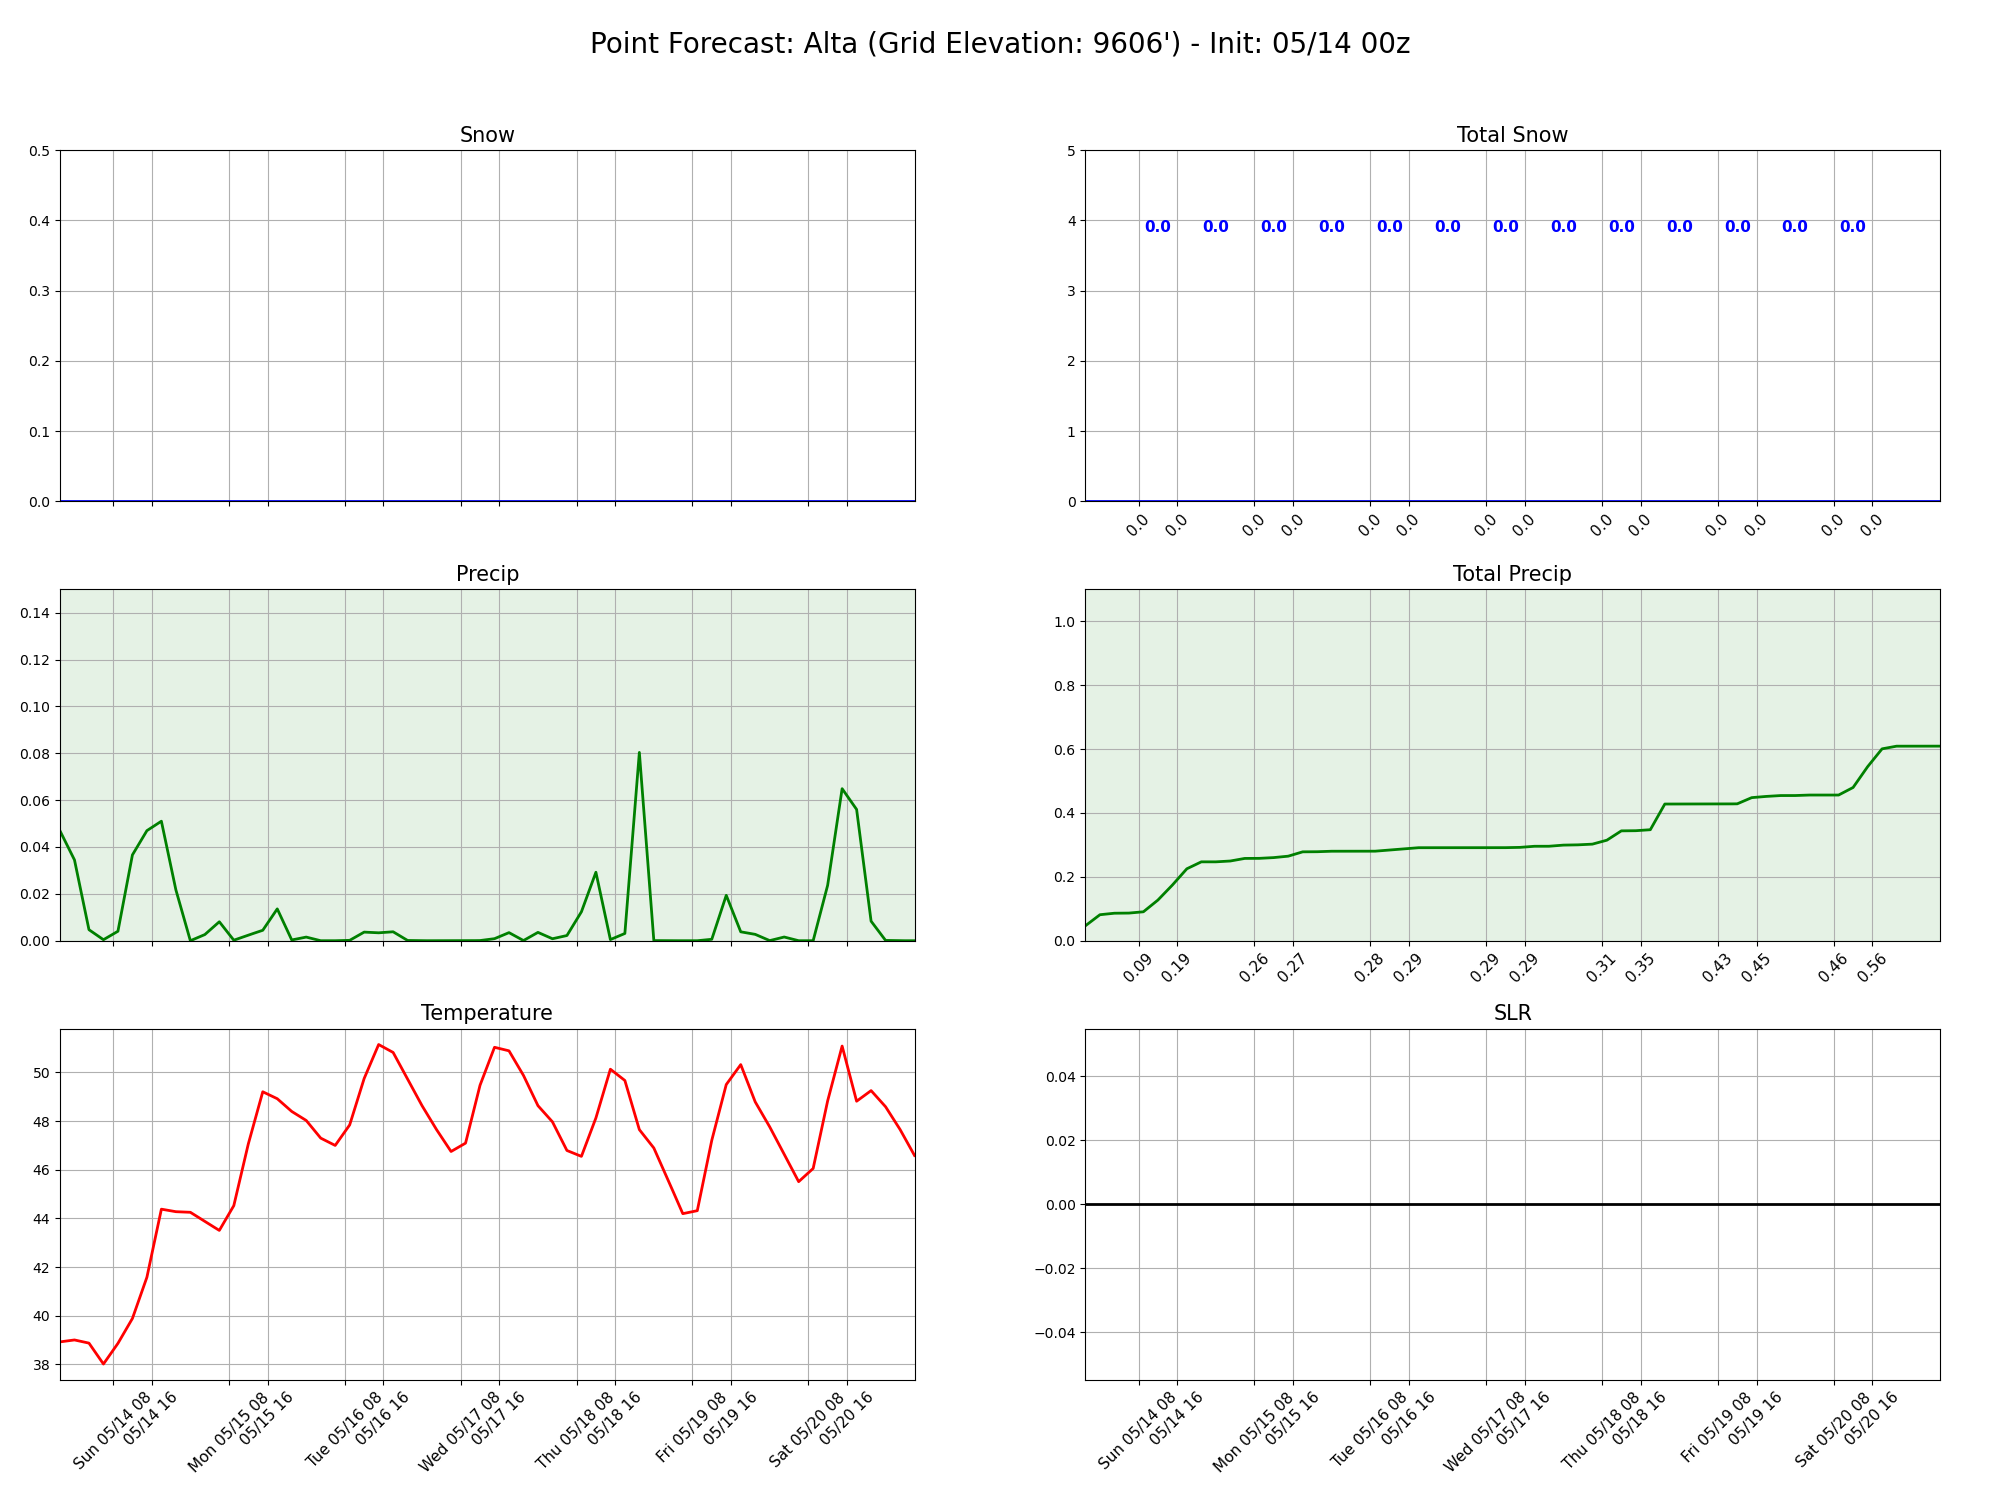 Point Forecast: Alta (Grid Elevation: 9606') - Init: 05/14 00z
Snow
0.5
0.4
0.3
0.2
0.1
0.0
Total Snow
5
4
3
2
1
0
0.0 0.0 0.0 0.0 0.0 0.0 0.0 0.0 0.0 0.0 0.0 0.0 0.0
0.0 0.0 0.0 0.0 0.0 0.0 0.0 0.0 0.0 0.0 0.0 0.0 0.0 0.0
Precip
0.14
0.12
0.10
0.08
0.06
0.04
0.02
0.00
Total Precip
1.0
0.8
0.6
0.4
0.2
0.0
0.09 0.19 0.26 0.27 0.28 0.29 0.29 0.29 0.31 0.35 0.43 0.45 0.46 0.56
Temperature
50
48
46
44
42
40
38
Sun 05/14 08
05/14 16
Mon 05/15 08
05/15 16
Tue 05/16 08
05/16 16
Wed 05/17 08
05/17 16
Thu 05/18 08
05/18 16
Fri 05/19 08
05/19 16
Sat 05/20 08
05/20 16
SLR
0.04
0.02
0.00
−0.02
−0.04
Sun 05/14 08
05/14 16
Mon 05/15 08
05/15 16
Tue 05/16 08
05/16 16
Wed 05/17 08
05/17 16
Thu 05/18 08
05/18 16
Fri 05/19 08
05/19 16
Sat 05/20 08
05/20 16